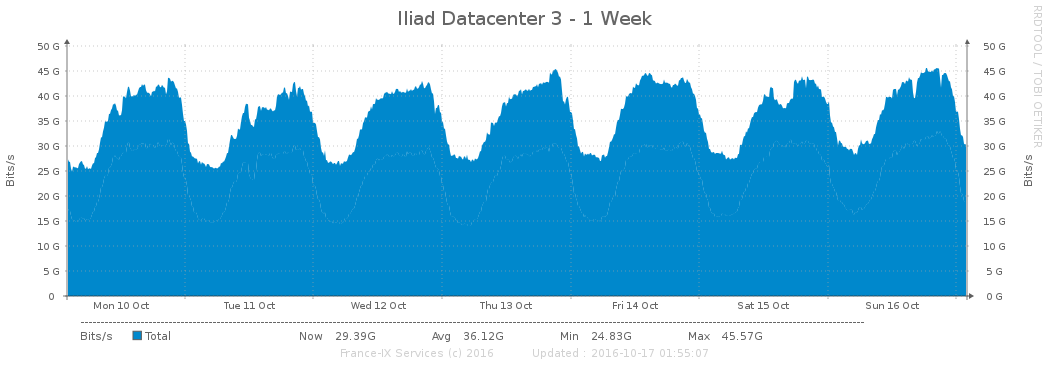 Iliad Datacenter 3 - 1 Week
RRDTOOL / TOBI OETIKER
50 G 50 G
45 G 45 G
40 G 40 G
35 G 35 G
30 G 30 G
25 G 25 G
20 G 20 G
15 G 15 G
10 G 10 G
5 G 5 G
0 0 G
Bits/s
Bits/s
Mon 10 Oct Tue 11 Oct Wed 12 Oct Thu 13 Oct Fri 14 Oct Sat 15 Oct Sun 16 Oct
Bits/s Total Now 29.39G Avg 36.12G Min 24.83G Max 45.57G
France-IX Services (c) 2016 Updated : 2016-10-17 01:55:07